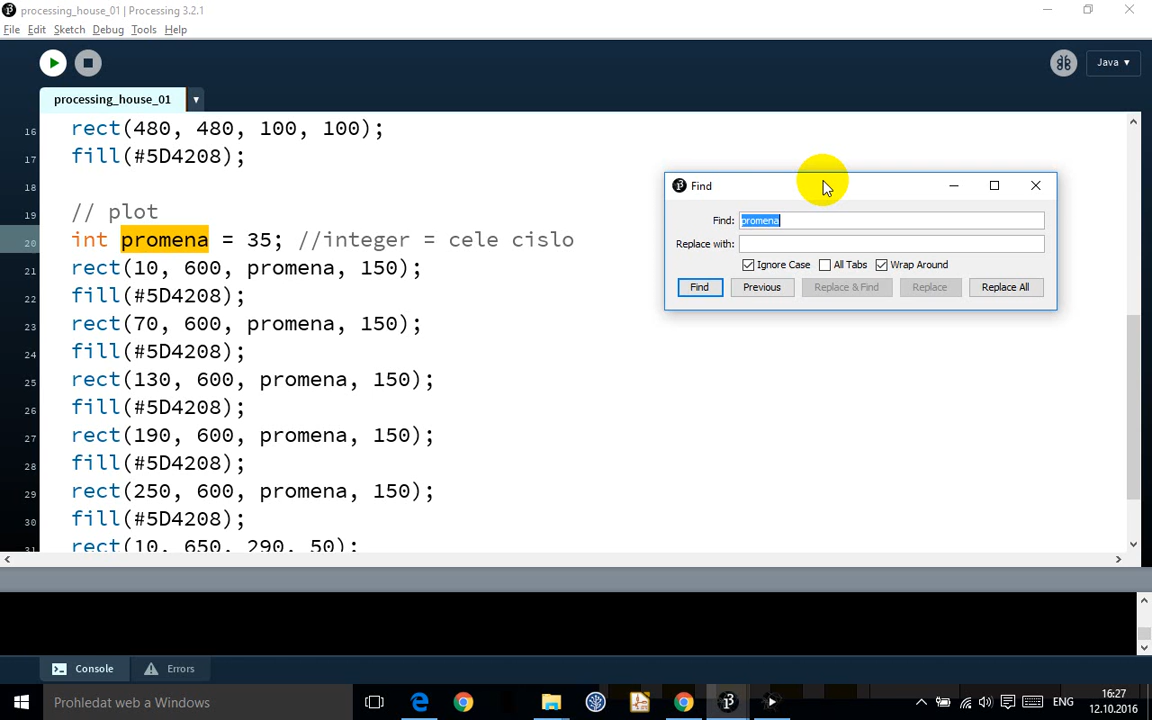 processing_house_01 | Processing 3.2.1
File Edit Sketch Debug Tools Help
Java ▾
processing_house_01 ▾
16 rect(480, 480, 100, 100);
17 fill(#5D4208);
18
19 // plot
20 int promena = 35; //integer = cele cislo
21 rect(10, 600, promena, 150);
22 fill(#5D4208);
23 rect(70, 600, promena, 150);
24 fill(#5D4208);
25 rect(130, 600, promena, 150);
26 fill(#5D4208);
27 rect(190, 600, promena, 150);
28 fill(#5D4208);
29 rect(250, 600, promena, 150);
30 fill(#5D4208);
31 rect(10, 650, 290, 50);
Find
Find: promena
Replace with:
Ignore Case All Tabs Wrap Around
Find Previous Replace & Find Replace Replace All
Console Errors
Prohledat web a Windows
ENG
16:27
12.10.2016